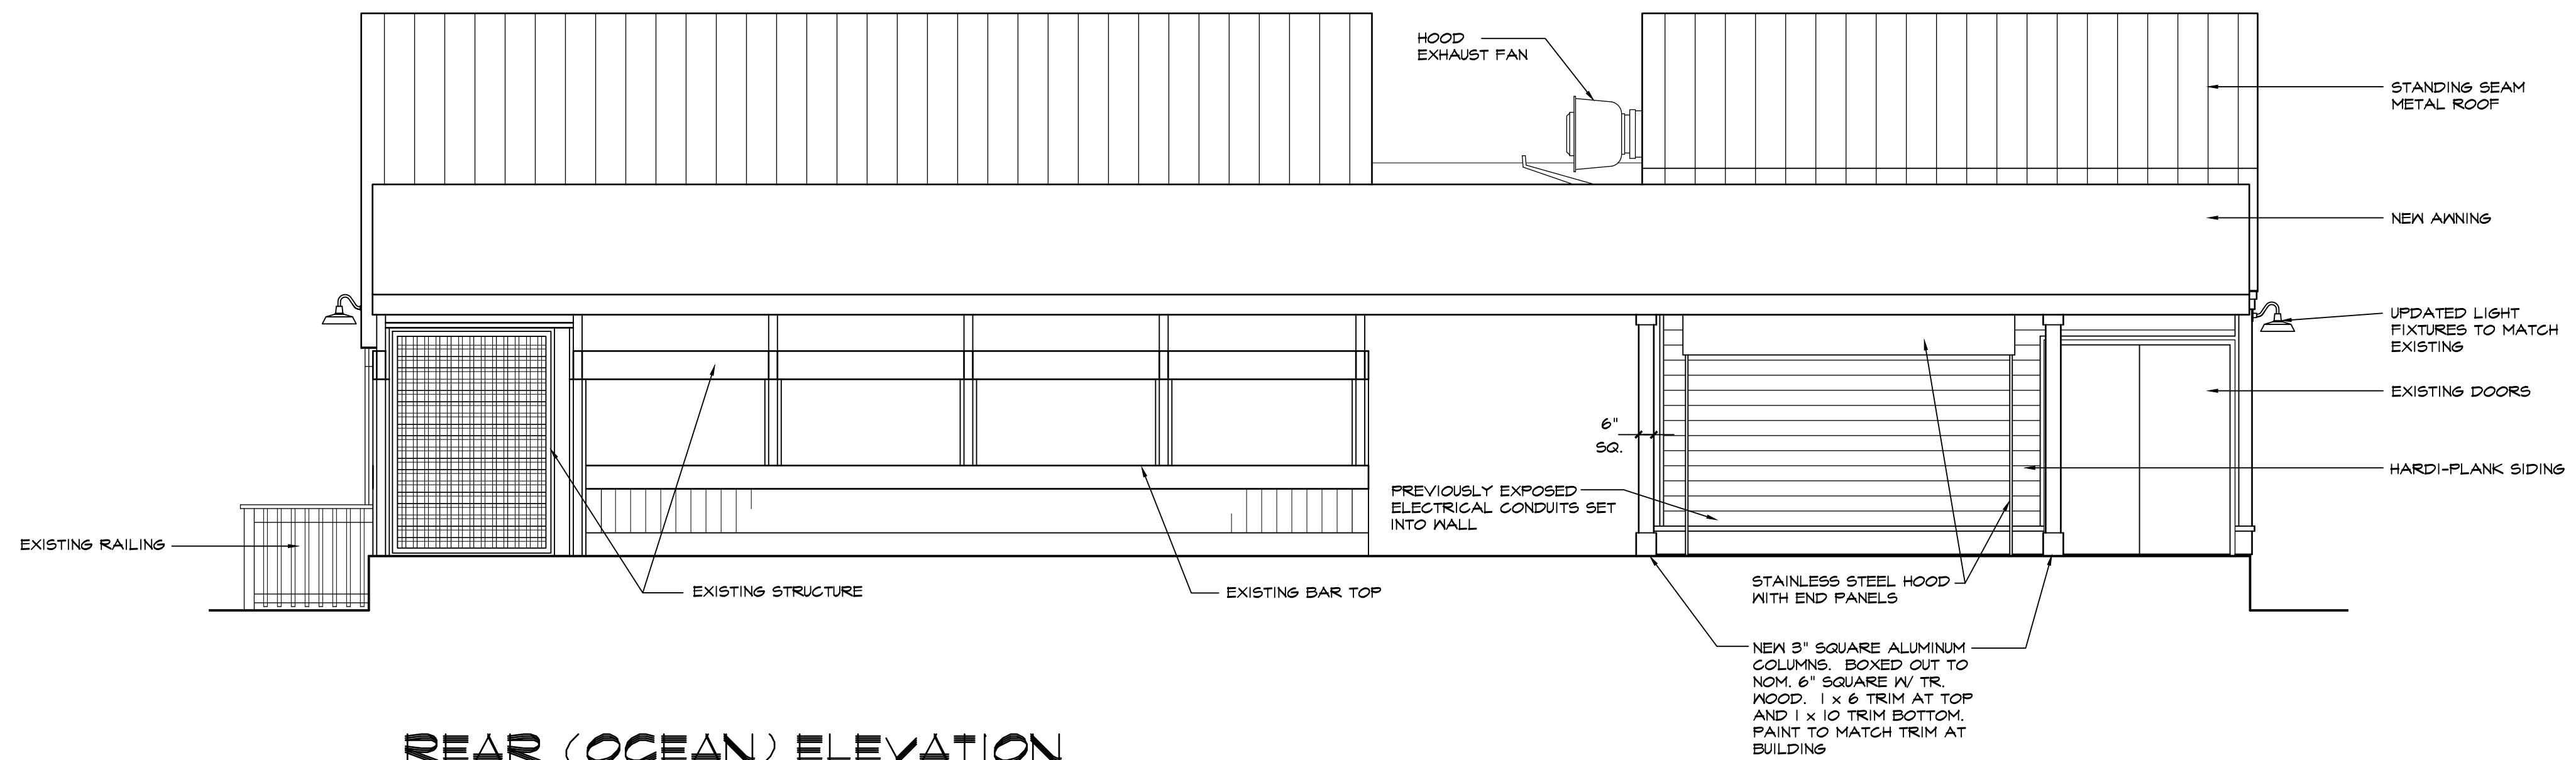 HOOD
EXHAUST FAN
STANDING SEAM
METAL ROOF
NEW AWNING
UPDATED LIGHT
FIXTURES TO MATCH
EXISTING
EXISTING DOORS
6"
SQ.
HARDI-PLANK SIDING
PREVIOUSLY EXPOSED
ELECTRICAL CONDUITS SET
INTO WALL
EXISTING RAILING
EXISTING STRUCTURE
EXISTING BAR TOP
STAINLESS STEEL HOOD
WITH END PANELS
NEW 3" SQUARE ALUMINUM
COLUMNS. BOXED OUT TO
NOM. 6" SQUARE W/ TR.
WOOD. 1 x 6 TRIM AT TOP
AND 1 x 10 TRIM BOTTOM.
PAINT TO MATCH TRIM AT
BUILDING
REAR (OCEAN) ELEVATION